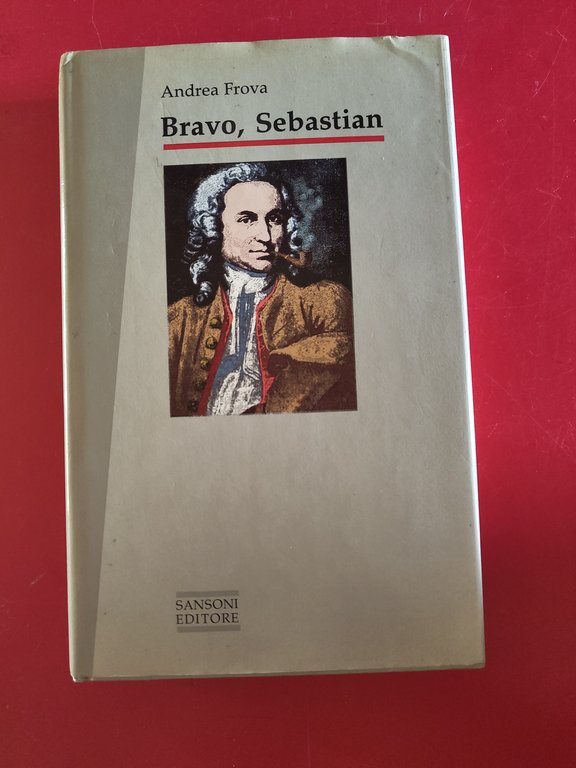 Andrea Frova
Bravo, Sebastian
SANSONI
EDITORE